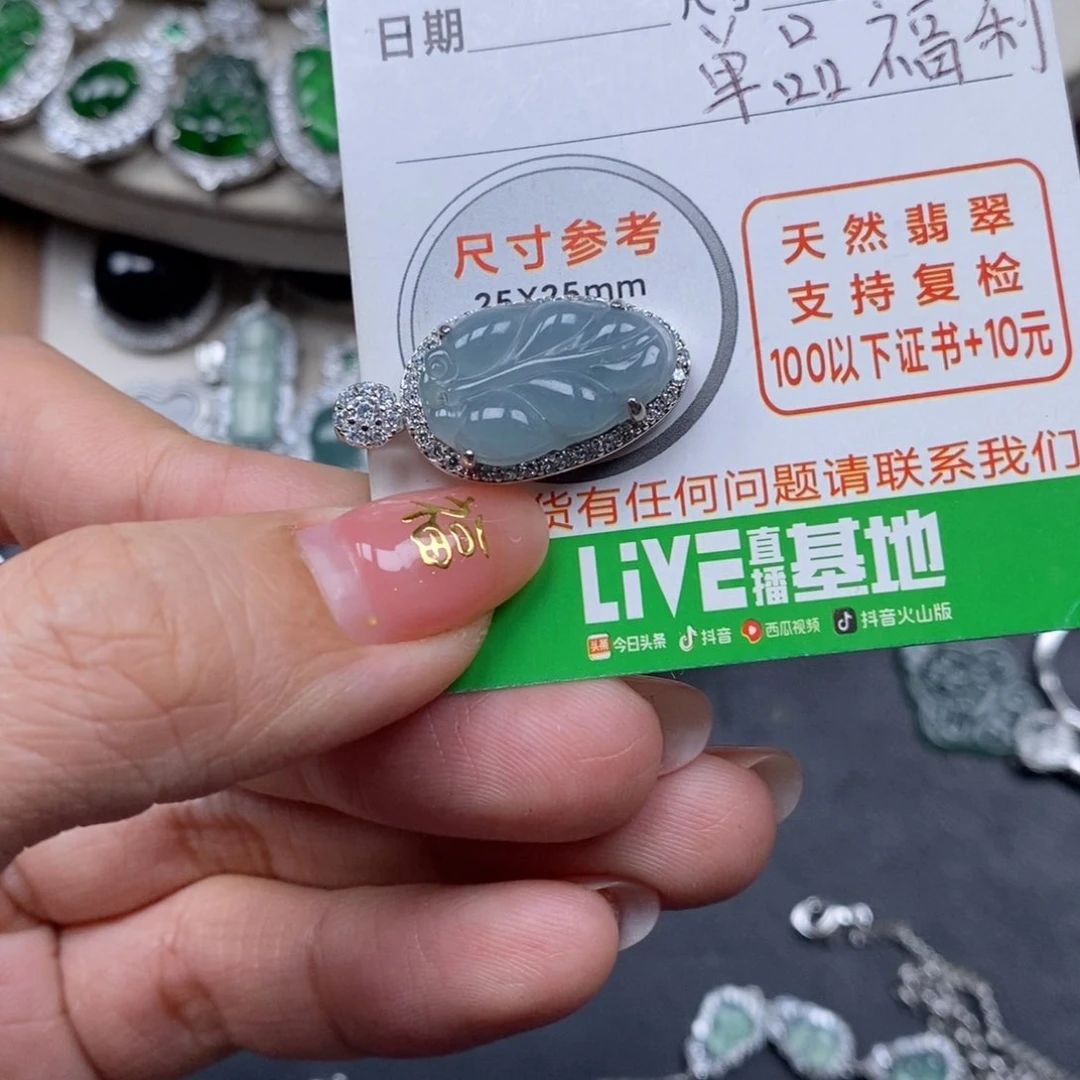 日期
单品福利
尺寸参考
25X25mm
天然翡翠
支持复检
100以下证书+10元
货有任何问题请联系我们
LiVE直播基地
头条 今日头条 抖音 西瓜视频 抖音火山版